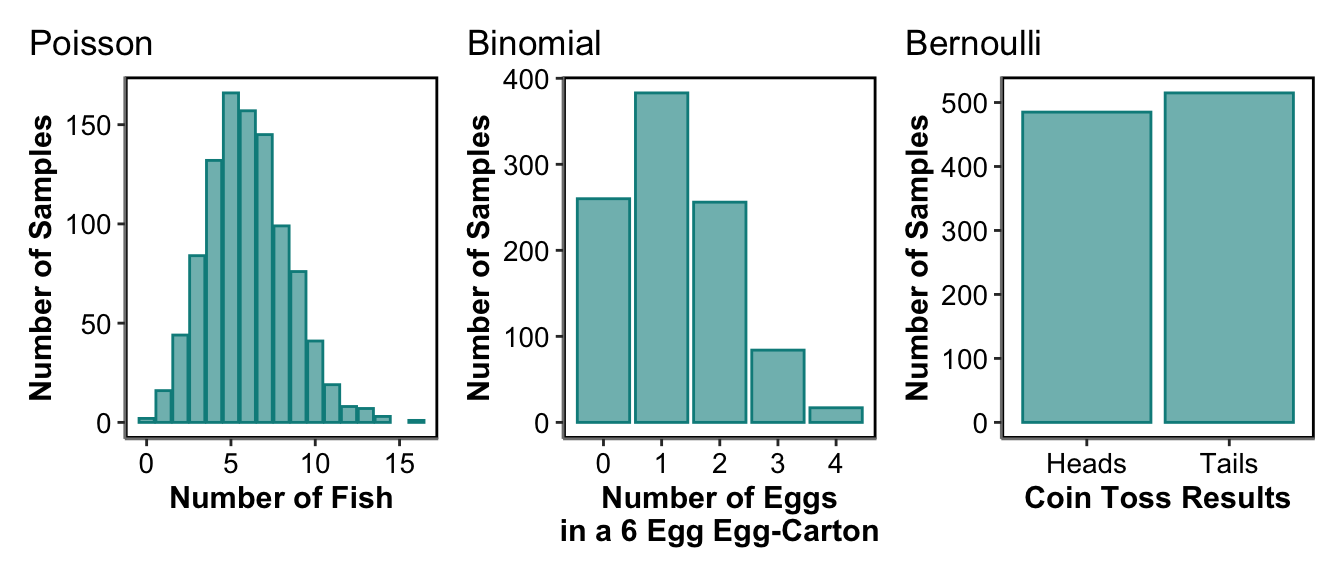 Poisson
Number of Samples
150
100
50
0
0 5 10 15
Number of Fish
Binomial
Number of Samples
400
300
200
100
0
0 1 2 3 4
Number of Eggs
in a 6 Egg Egg-Carton
Bernoulli
Number of Samples
500
400
300
200
100
0
Heads Tails
Coin Toss Results